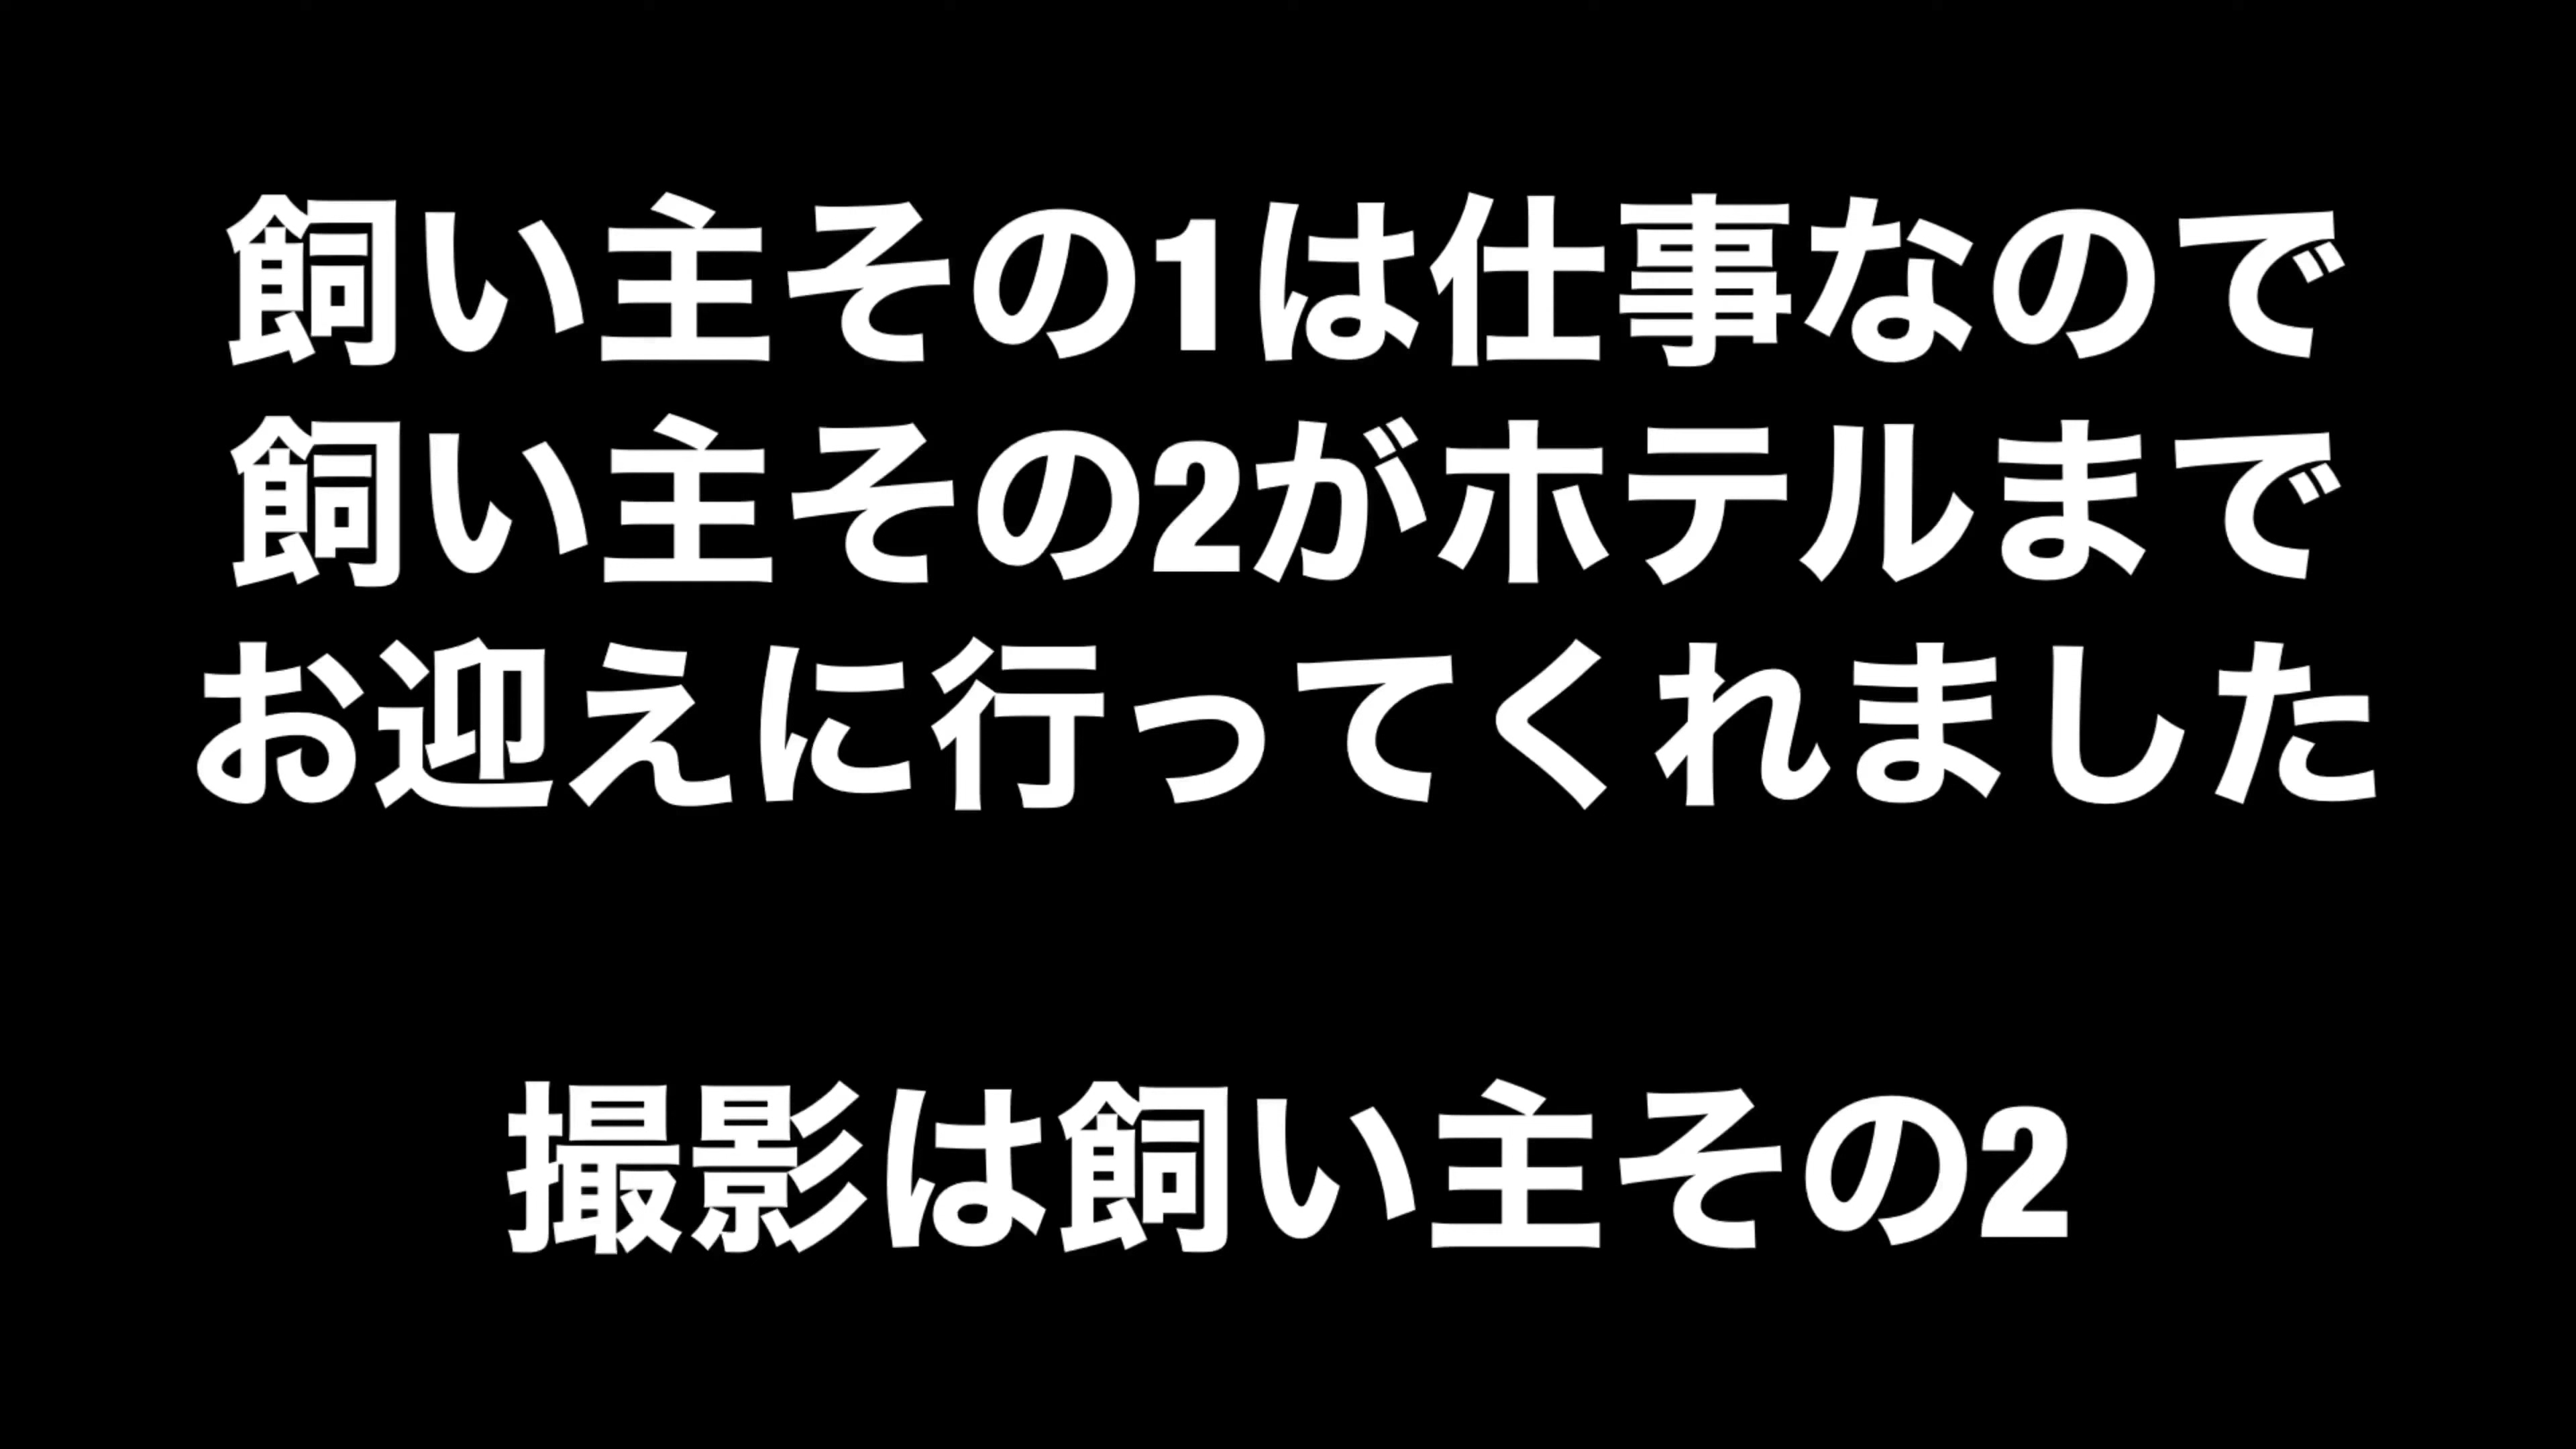 飼い主その1は仕事なので
飼い主その2がホテルまで
お迎えに行ってくれました
撮影は飼い主その2